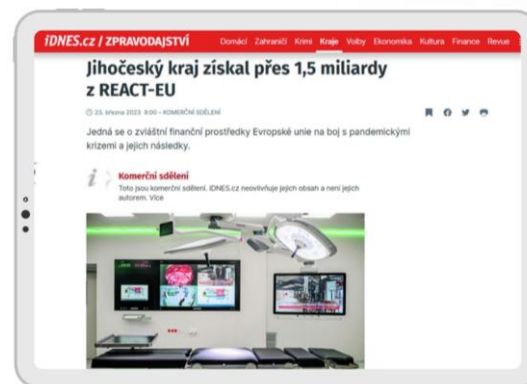 iDNES.cz / ZPRAVODAJSTVÍ
Domácí Zahraničí Krimi Kraje Volby Ekonomika Kultura Finance Revue
Jihočeský kraj získal přes 1,5 miliardy
z REACT-EU
23. března 2023 9:00 – KOMERČNÍ SDĚLENÍ
Jedná se o zvláštní finanční prostředky Evropské unie na boj s pandemickými
krizemi a jejich následky.
Komerční sdělení
Toto jsou komerční sdělení. iDNES.cz neovlivňuje jejich obsah a není jejich
autorem. Více